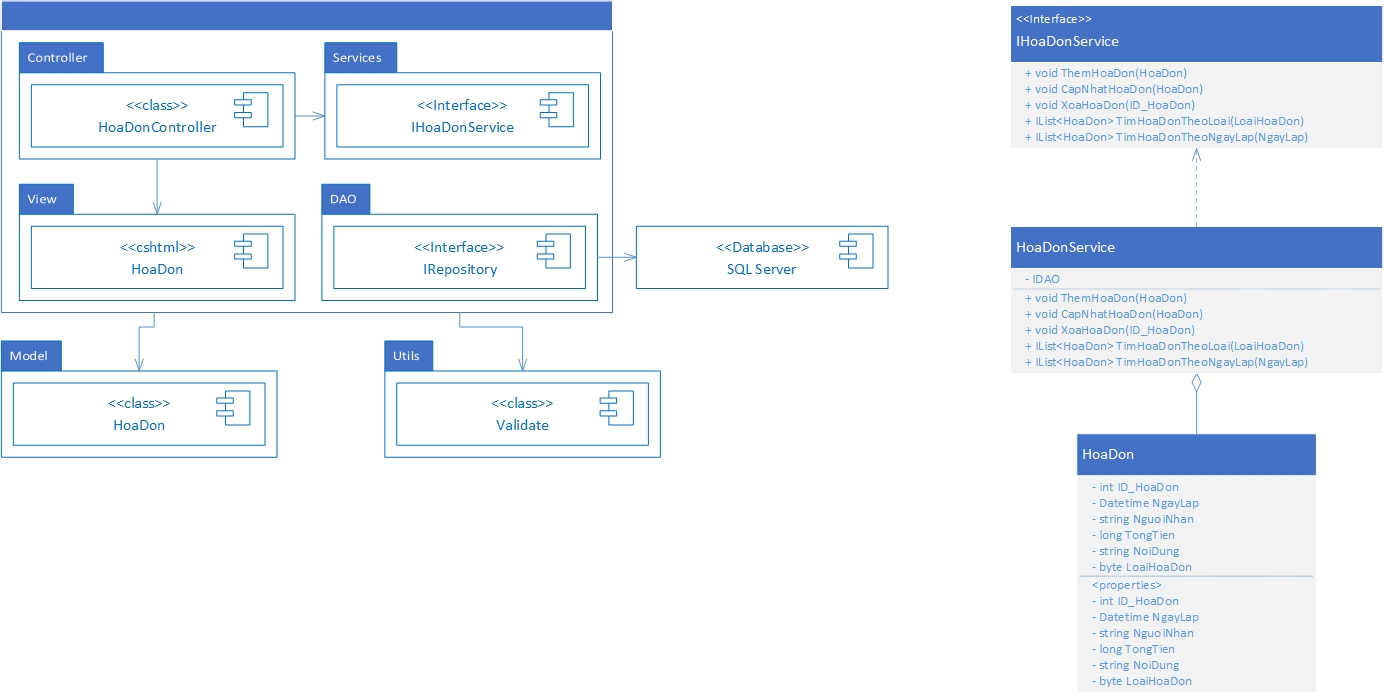 Controller
<<class>>
HoaDonController
Services
<<Interface>>
IHoaDonService
View
<<cshtml>>
HoaDon
DAO
<<Interface>>
IRepository
<<Database>>
SQL Server
Model
<<class>>
HoaDon
Utils
<<class>>
Validate
<<Interface>>
IHoaDonService
+ void ThemHoaDon(HoaDon)
+ void CapNhatHoaDon(HoaDon)
+ void XoaHoaDon(ID_HoaDon)
+ IList<HoaDon> TimHoaDonTheoLoai(LoaiHoaDon)
+ IList<HoaDon> TimHoaDonTheoNgayLap(NgayLap)
HoaDonService
- IDAO
+ void ThemHoaDon(HoaDon)
+ void CapNhatHoaDon(HoaDon)
+ void XoaHoaDon(ID_HoaDon)
+ IList<HoaDon> TimHoaDonTheoLoai(LoaiHoaDon)
+ IList<HoaDon> TimHoaDonTheoNgayLap(NgayLap)
HoaDon
- int ID_HoaDon
- Datetime NgayLap
- string NguoiNhan
- long TongTien
- string NoiDung
- byte LoaiHoaDon
<properties>
- int ID_HoaDon
- Datetime NgayLap
- string NguoiNhan
- long TongTien
- string NoiDung
- byte LoaiHoaDon